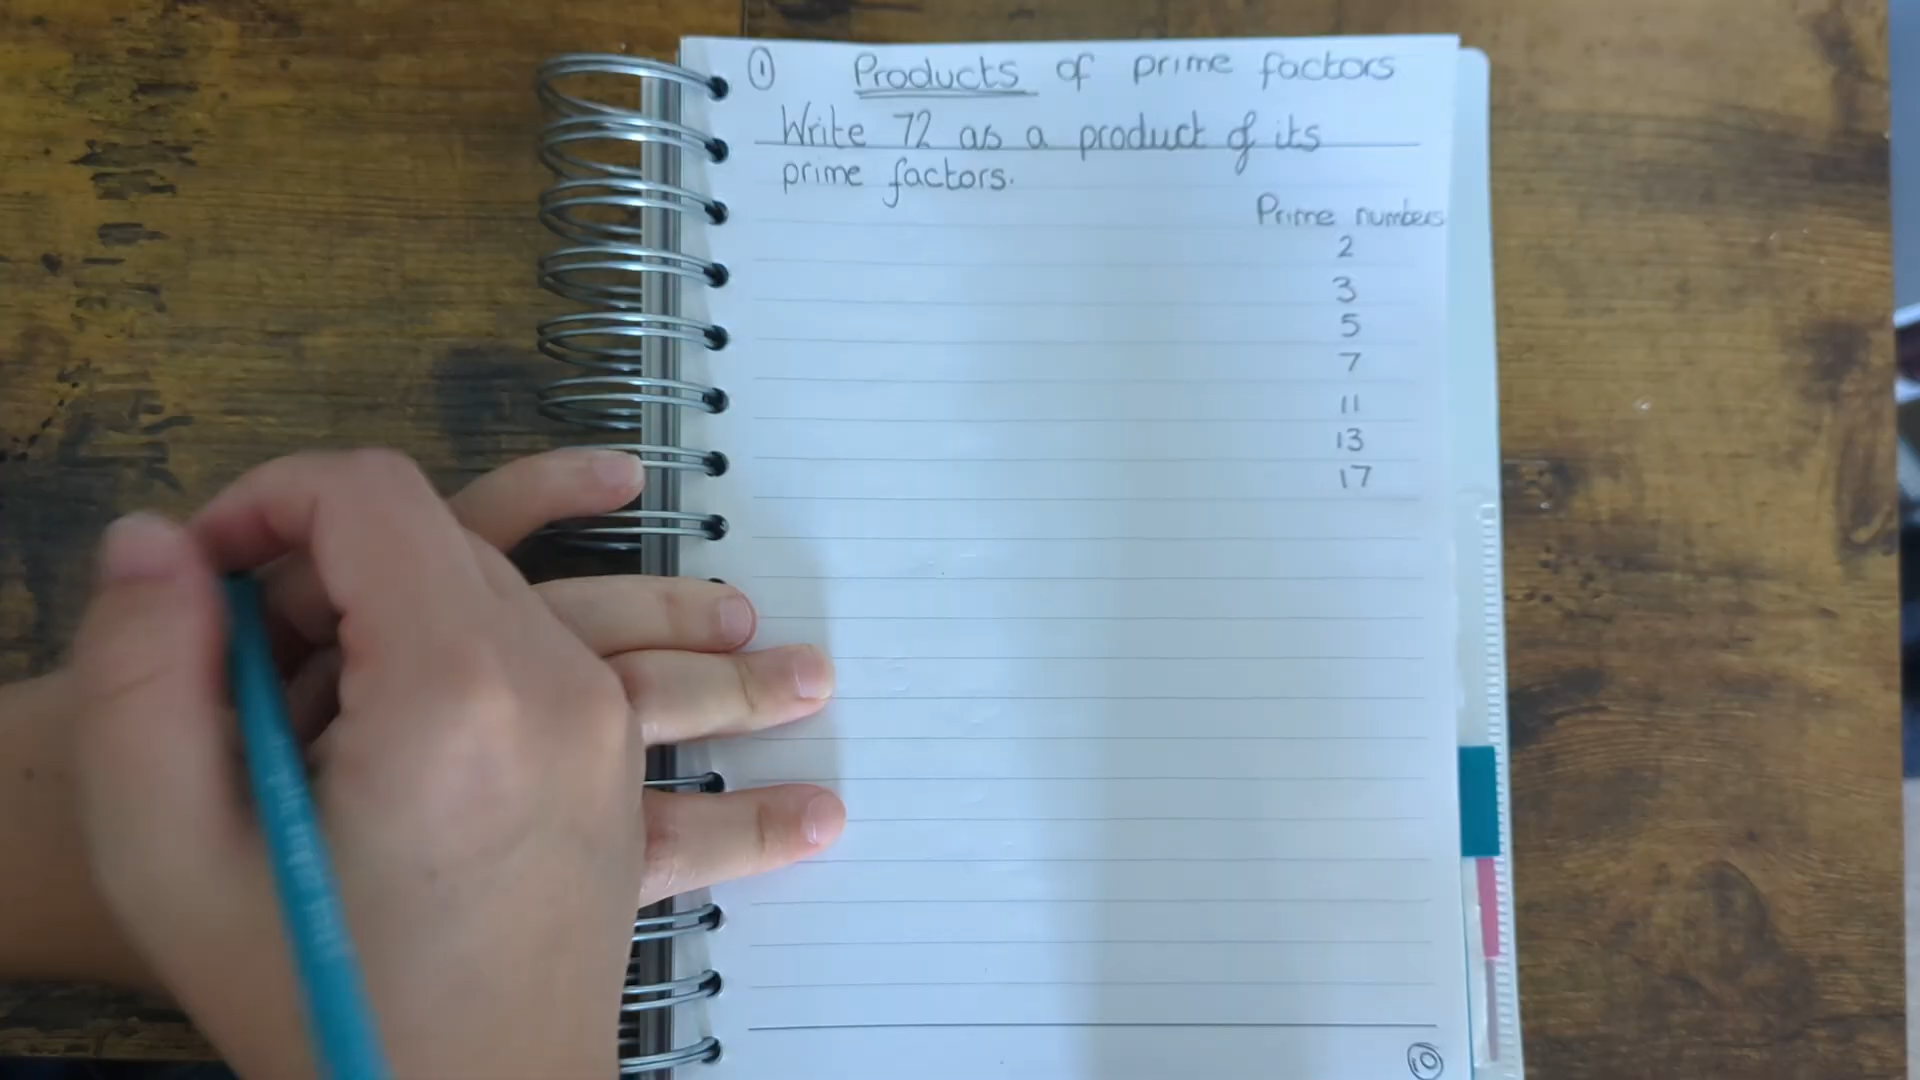 ① Products of prime factors
Write 72 as a product of its
prime factors.
Prime numbers
2
3
5
7
11
13
17